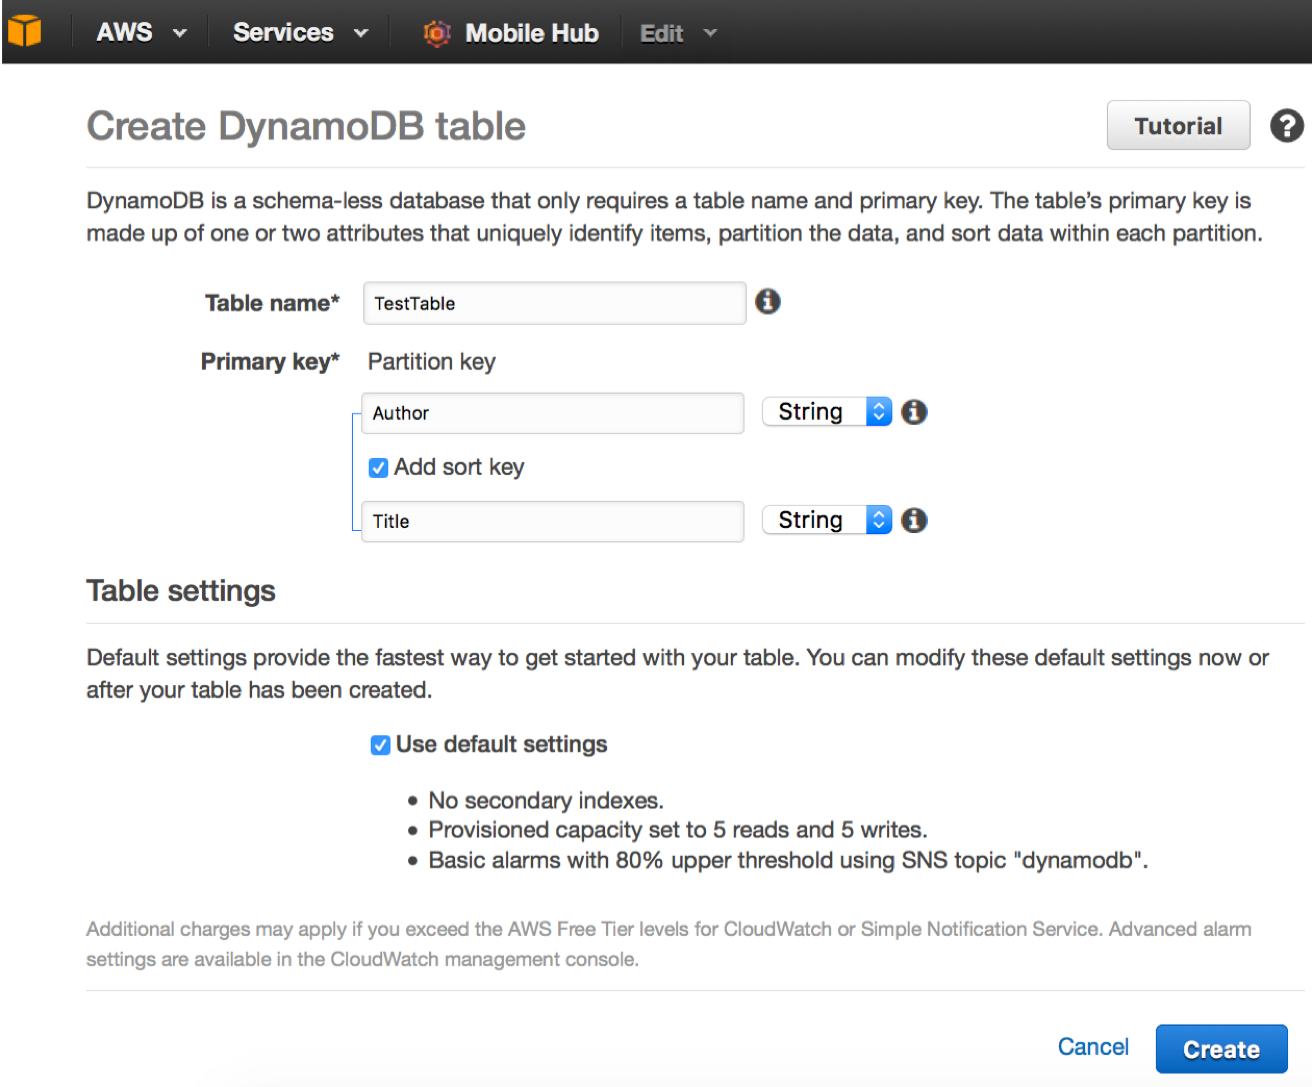 AWS Services Mobile Hub Edit
Create DynamoDB table
Tutorial
DynamoDB is a schema-less database that only requires a table name and primary key. The table's primary key is
made up of one or two attributes that uniquely identify items, partition the data, and sort data within each partition.
Table name* TestTable
Primary key* Partition key
Author String
Add sort key
Title String
Table settings
Default settings provide the fastest way to get started with your table. You can modify these default settings now or
after your table has been created.
Use default settings
• No secondary indexes.
• Provisioned capacity set to 5 reads and 5 writes.
• Basic alarms with 80% upper threshold using SNS topic "dynamodb".
Additional charges may apply if you exceed the AWS Free Tier levels for CloudWatch or Simple Notification Service. Advanced alarm
settings are available in the CloudWatch management console.
Cancel Create